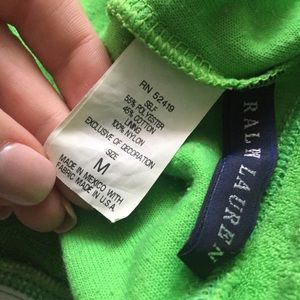 RN 52419
SELF
55% POLYESTER
45% COTTON
LINING
100% NYLON
EXCLUSIVE OF DECORATION
SIZE
M
MADE IN MEXICO WITH
FABRIC MADE IN U.S.A.
RALPH LAUREN